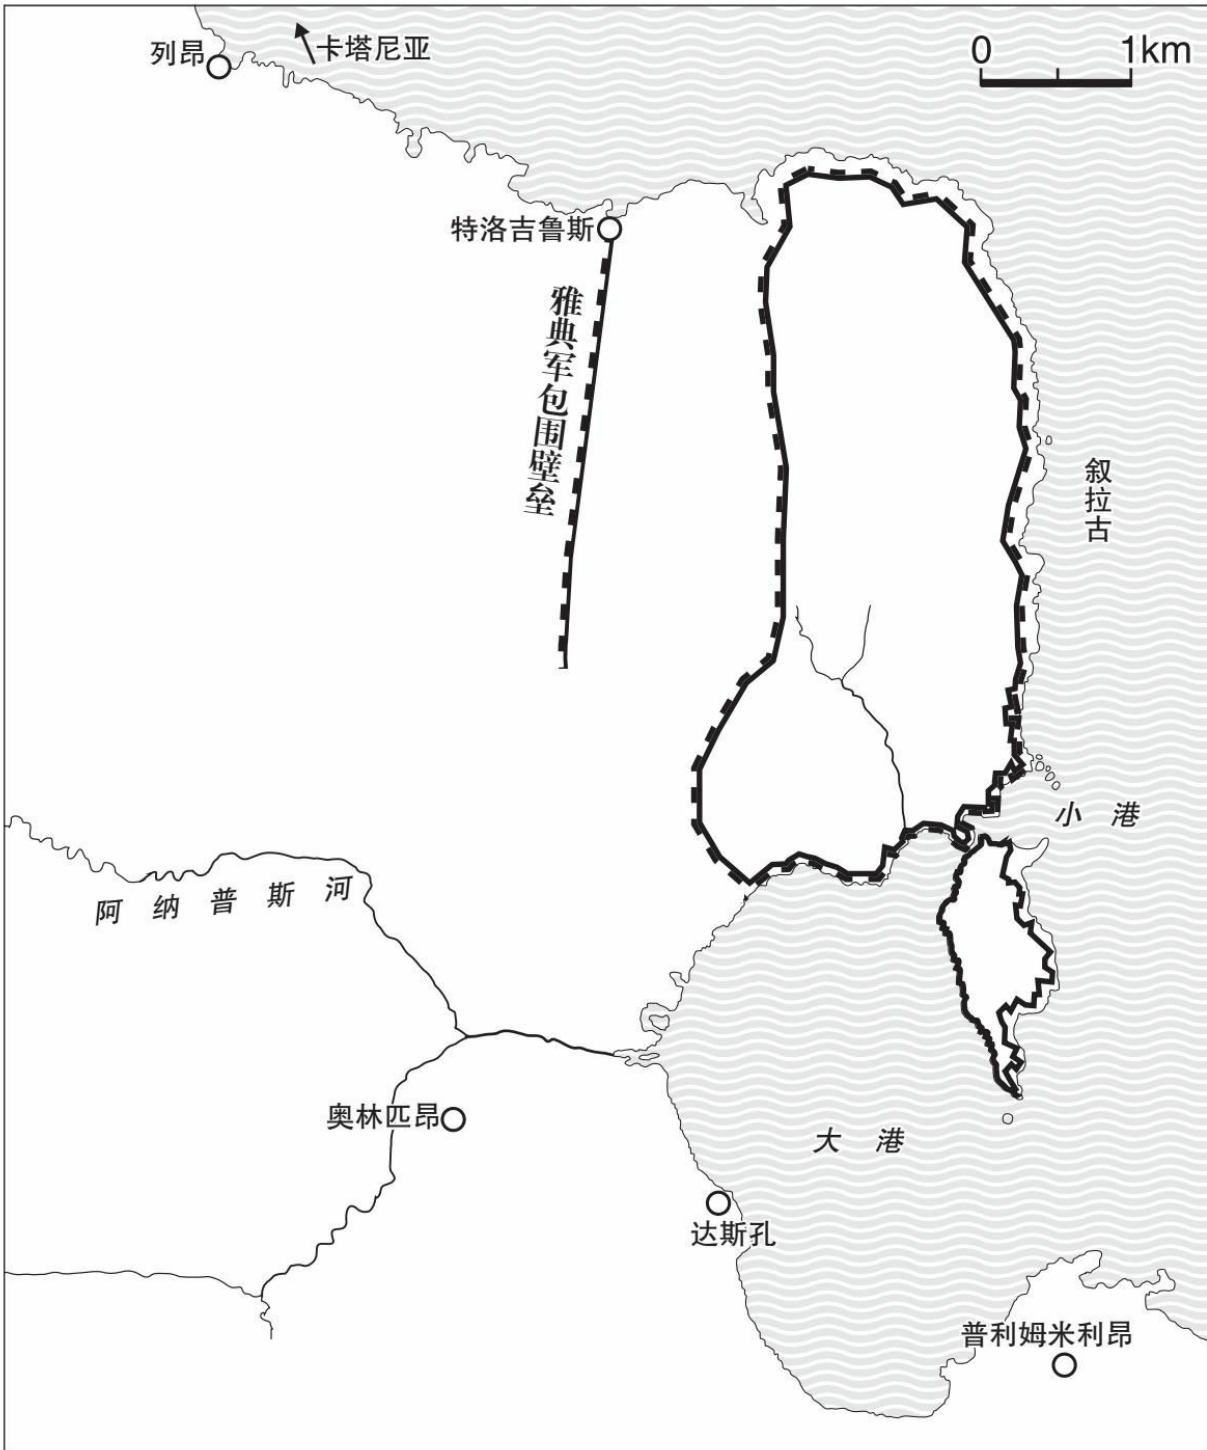 列昂
卡塔尼亚
0 1km
特洛吉鲁斯
雅典军包围壁垒
叙拉古
小港
阿纳普斯河
奥林匹昂
大港
达斯孔
普利姆米利昂